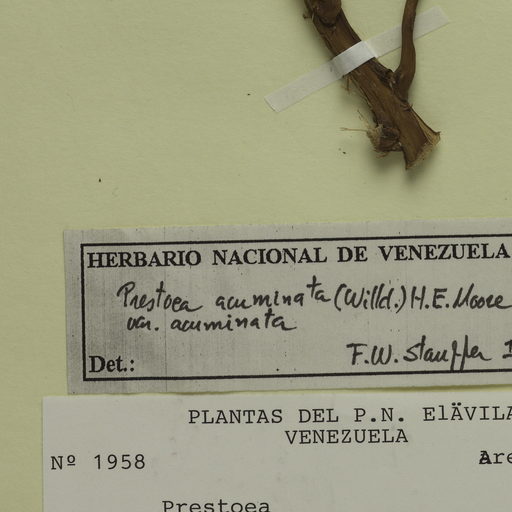 HERBARIO NACIONAL DE VENEZUELA
Prestoea acuminata (Willd.) H.E. Moore
var. acuminata
Det.: F.W. Stauffer
PLANTAS DEL P.N. ElÄVILA
VENEZUELA
Nº 1958 Are
Prestoea